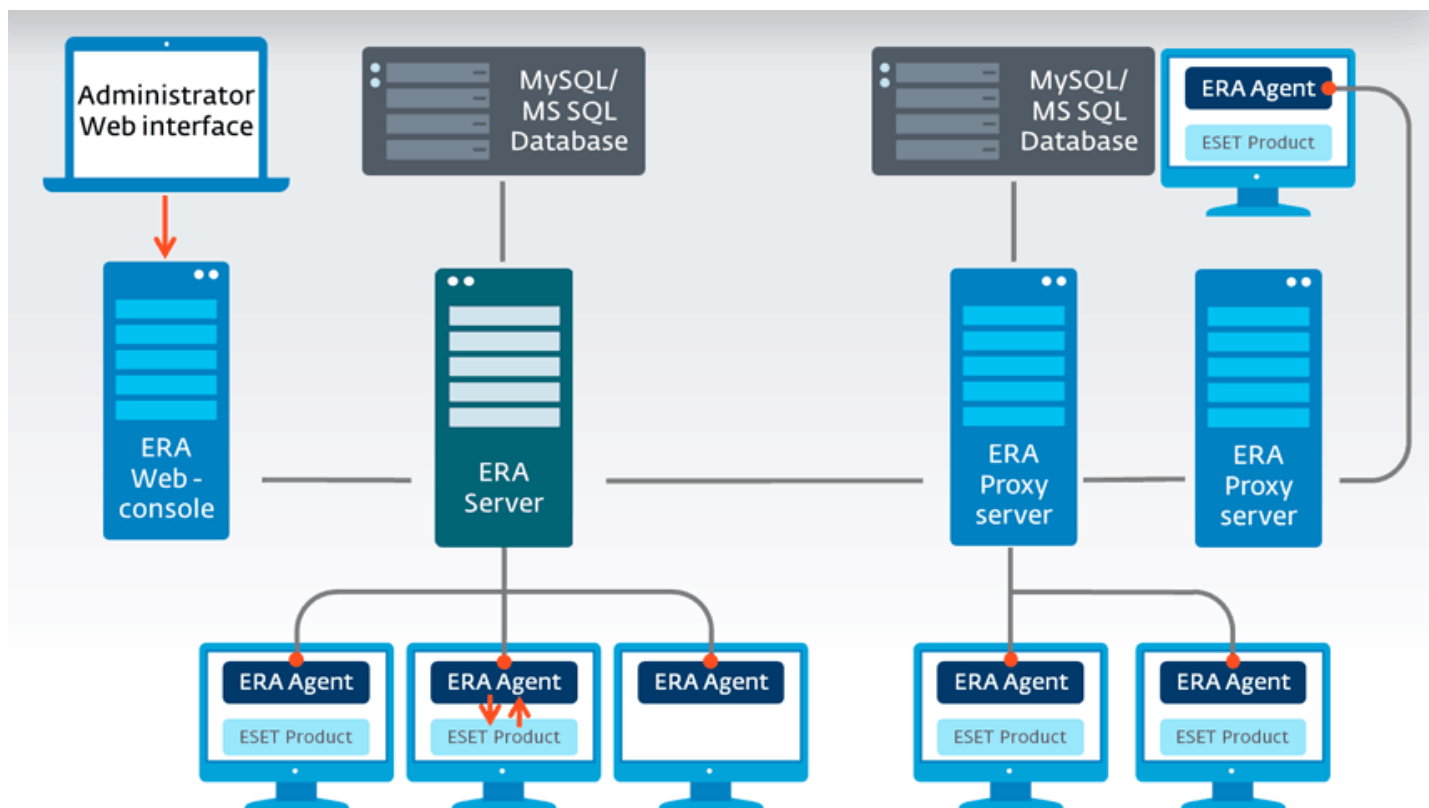 Administrator
Web interface
MySQL/
MS SQL
Database
MySQL/
MS SQL
Database
ERA Agent
ESET Product
ERA
Web -
console
ERA
Server
ERA
Proxy
server
ERA
Proxy
server
ERA Agent
ESET Product
ERA Agent
ESET Product
ERA Agent
ERA Agent
ESET Product
ERA Agent
ESET Product